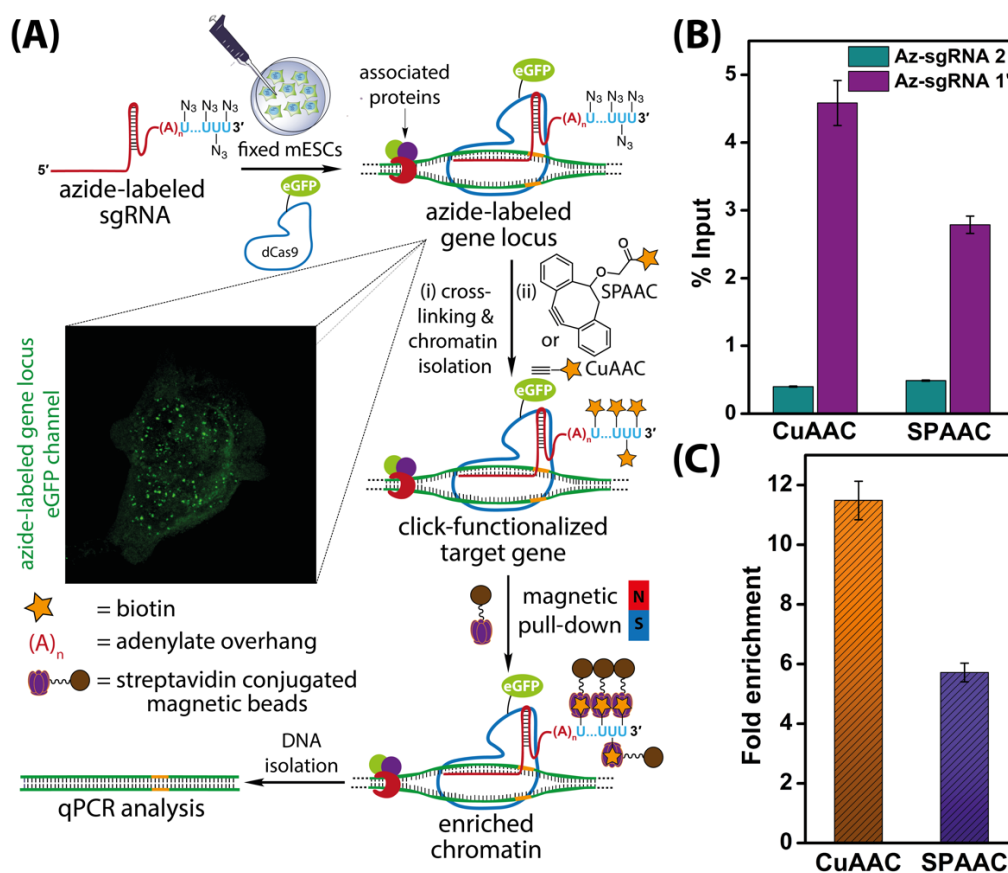 (A)
N3 N3 N3
(A)n U...UUU 3′
N3
5′
azide-labeled
sgRNA
fixed mESCs
eGFP
dCas9
associated
proteins
eGFP
N3 N3 N3
(A)n U...UUU 3′
N3
azide-labeled
gene locus
(i) cross-
linking &
chromatin
isolation
(ii)
O
O
SPAAC
or
CuAAC
azide-labeled gene locus
eGFP channel
eGFP
(A)n U...UUU 3′
click-functionalized
target gene
= biotin
(A)n = adenylate overhang
= streptavidin conjugated
magnetic beads
magnetic
pull-down
N
S
eGFP
(A)n U...UUU 3′
enriched
chromatin
DNA
isolation
qPCR analysis
(B)
Az-sgRNA 2
Az-sgRNA 1'
% Input
5
4
3
2
1
0
CuAAC SPAAC
(C)
Fold enrichment
12
10
8
6
4
2
0
CuAAC SPAAC